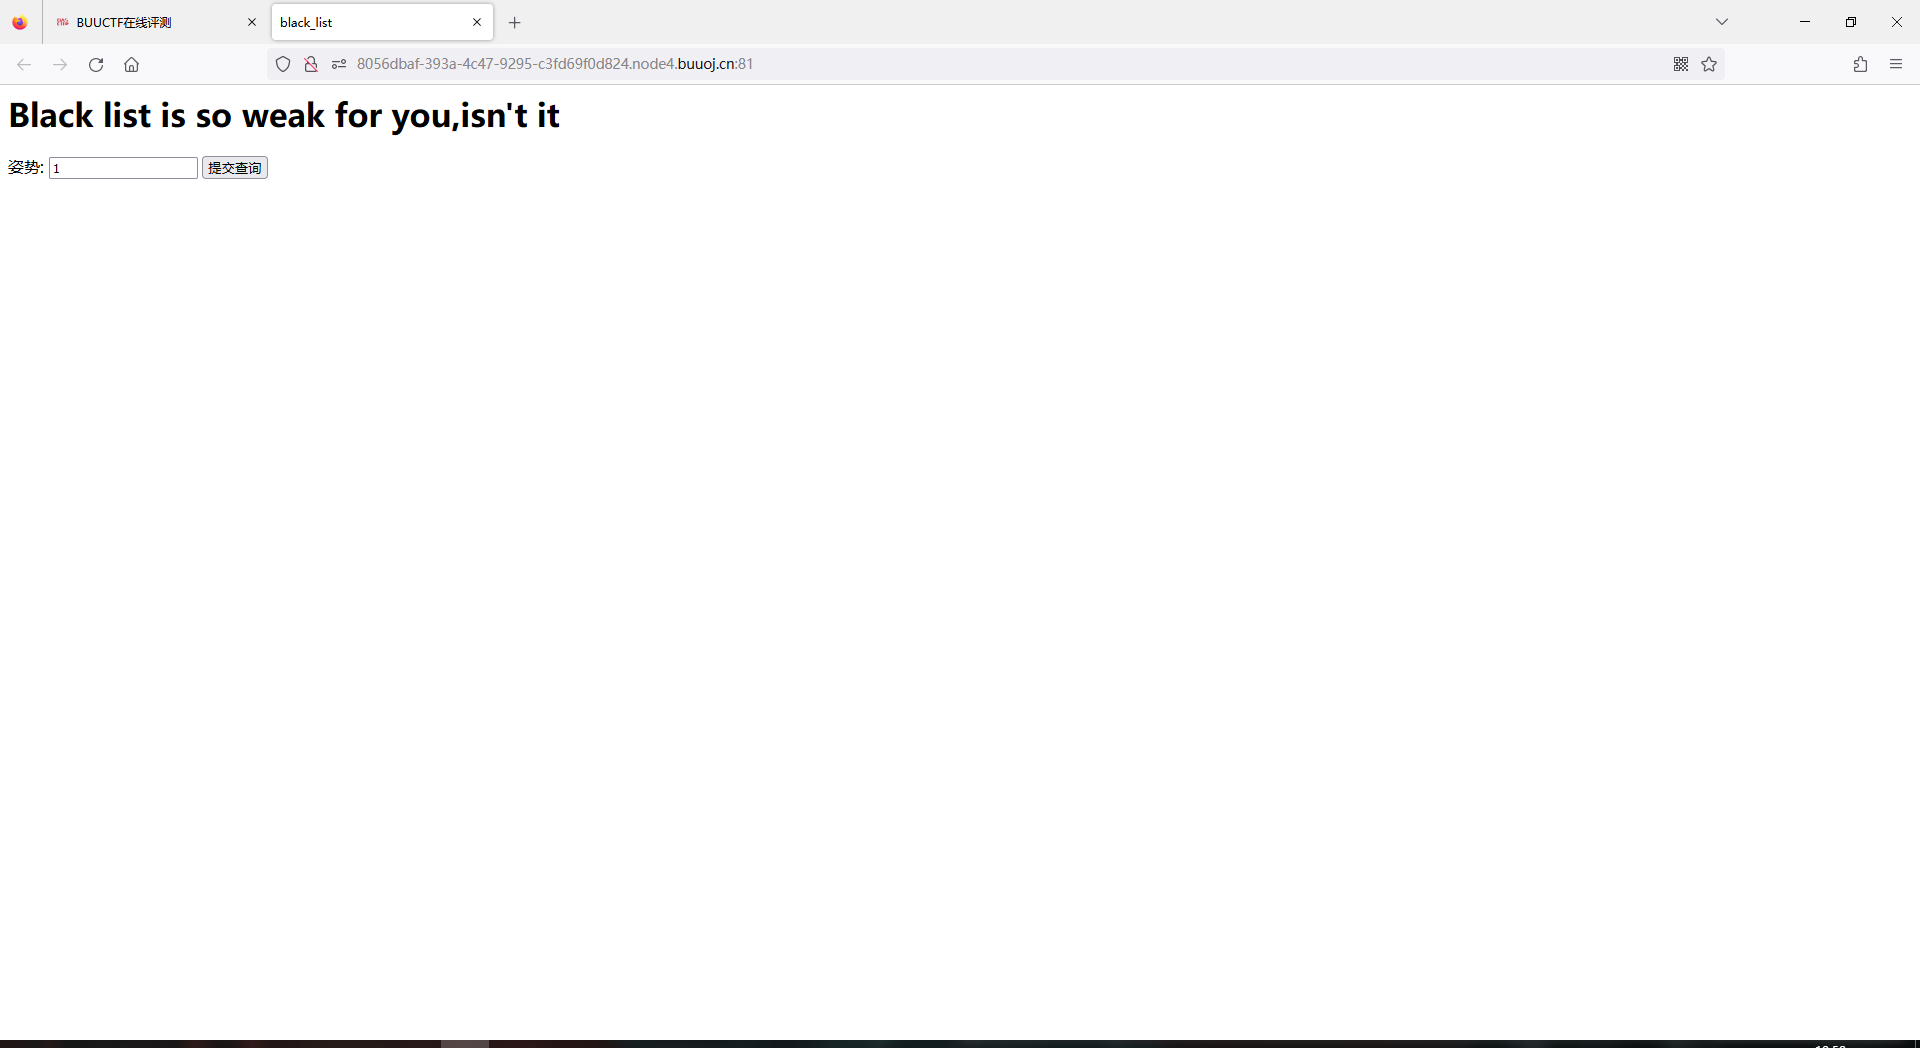 BUUCTF在线评测
black_list
8056dbaf-393a-4c47-9295-c3fd69f0d824.node4.buuoj.cn:81
Black list is so weak for you,isn't it
姿势: 1 提交查询